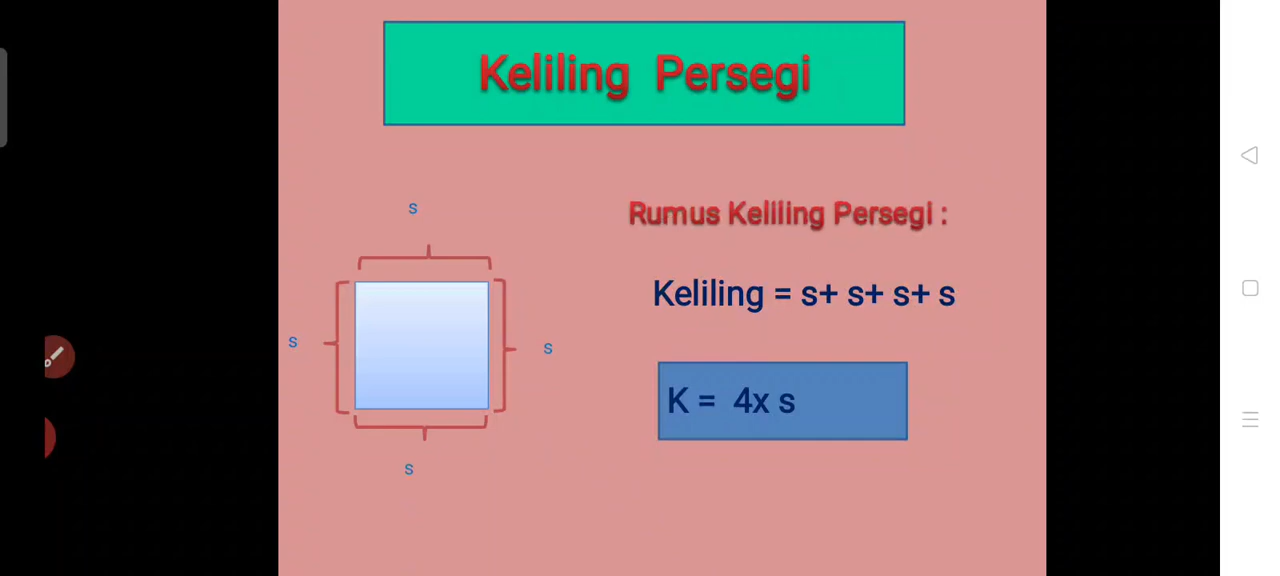 Keliling Persegi
s
Rumus Keliling Persegi :
Keliling = s+ s+ s+ s
s
s
K = 4x s
s